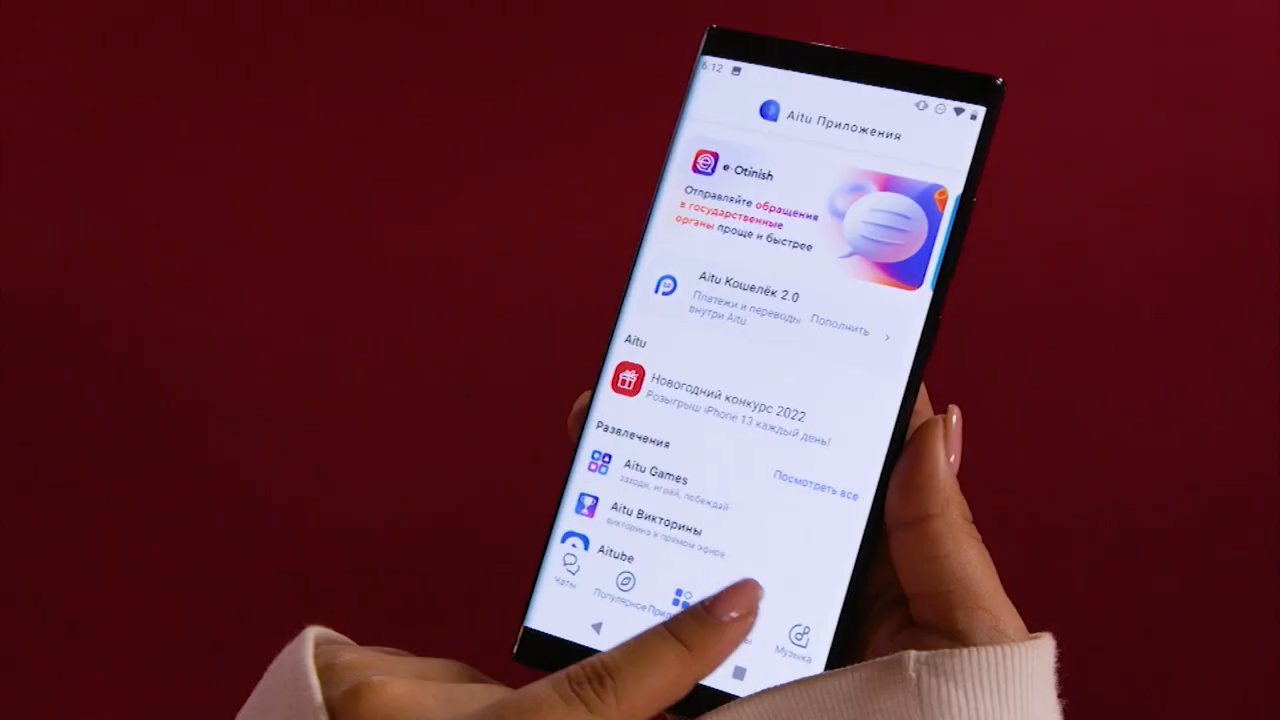 6:12
Aitu Приложения
e-Otinish
Отправляйте обращения
в государственные
органы проще и быстрее
Aitu Кошелёк 2.0
Платежи и переводы
внутри Aitu
Пополнить
Aitu
Новогодний конкурс 2022
Розыгрыш iPhone 13 каждый день!
Развлечения
Посмотреть все
Aitu Games
заходи, играй, побеждай
Aitu Викторины
викторина в прямом эфире
Aitube
Чаты
Популярное
Музыка